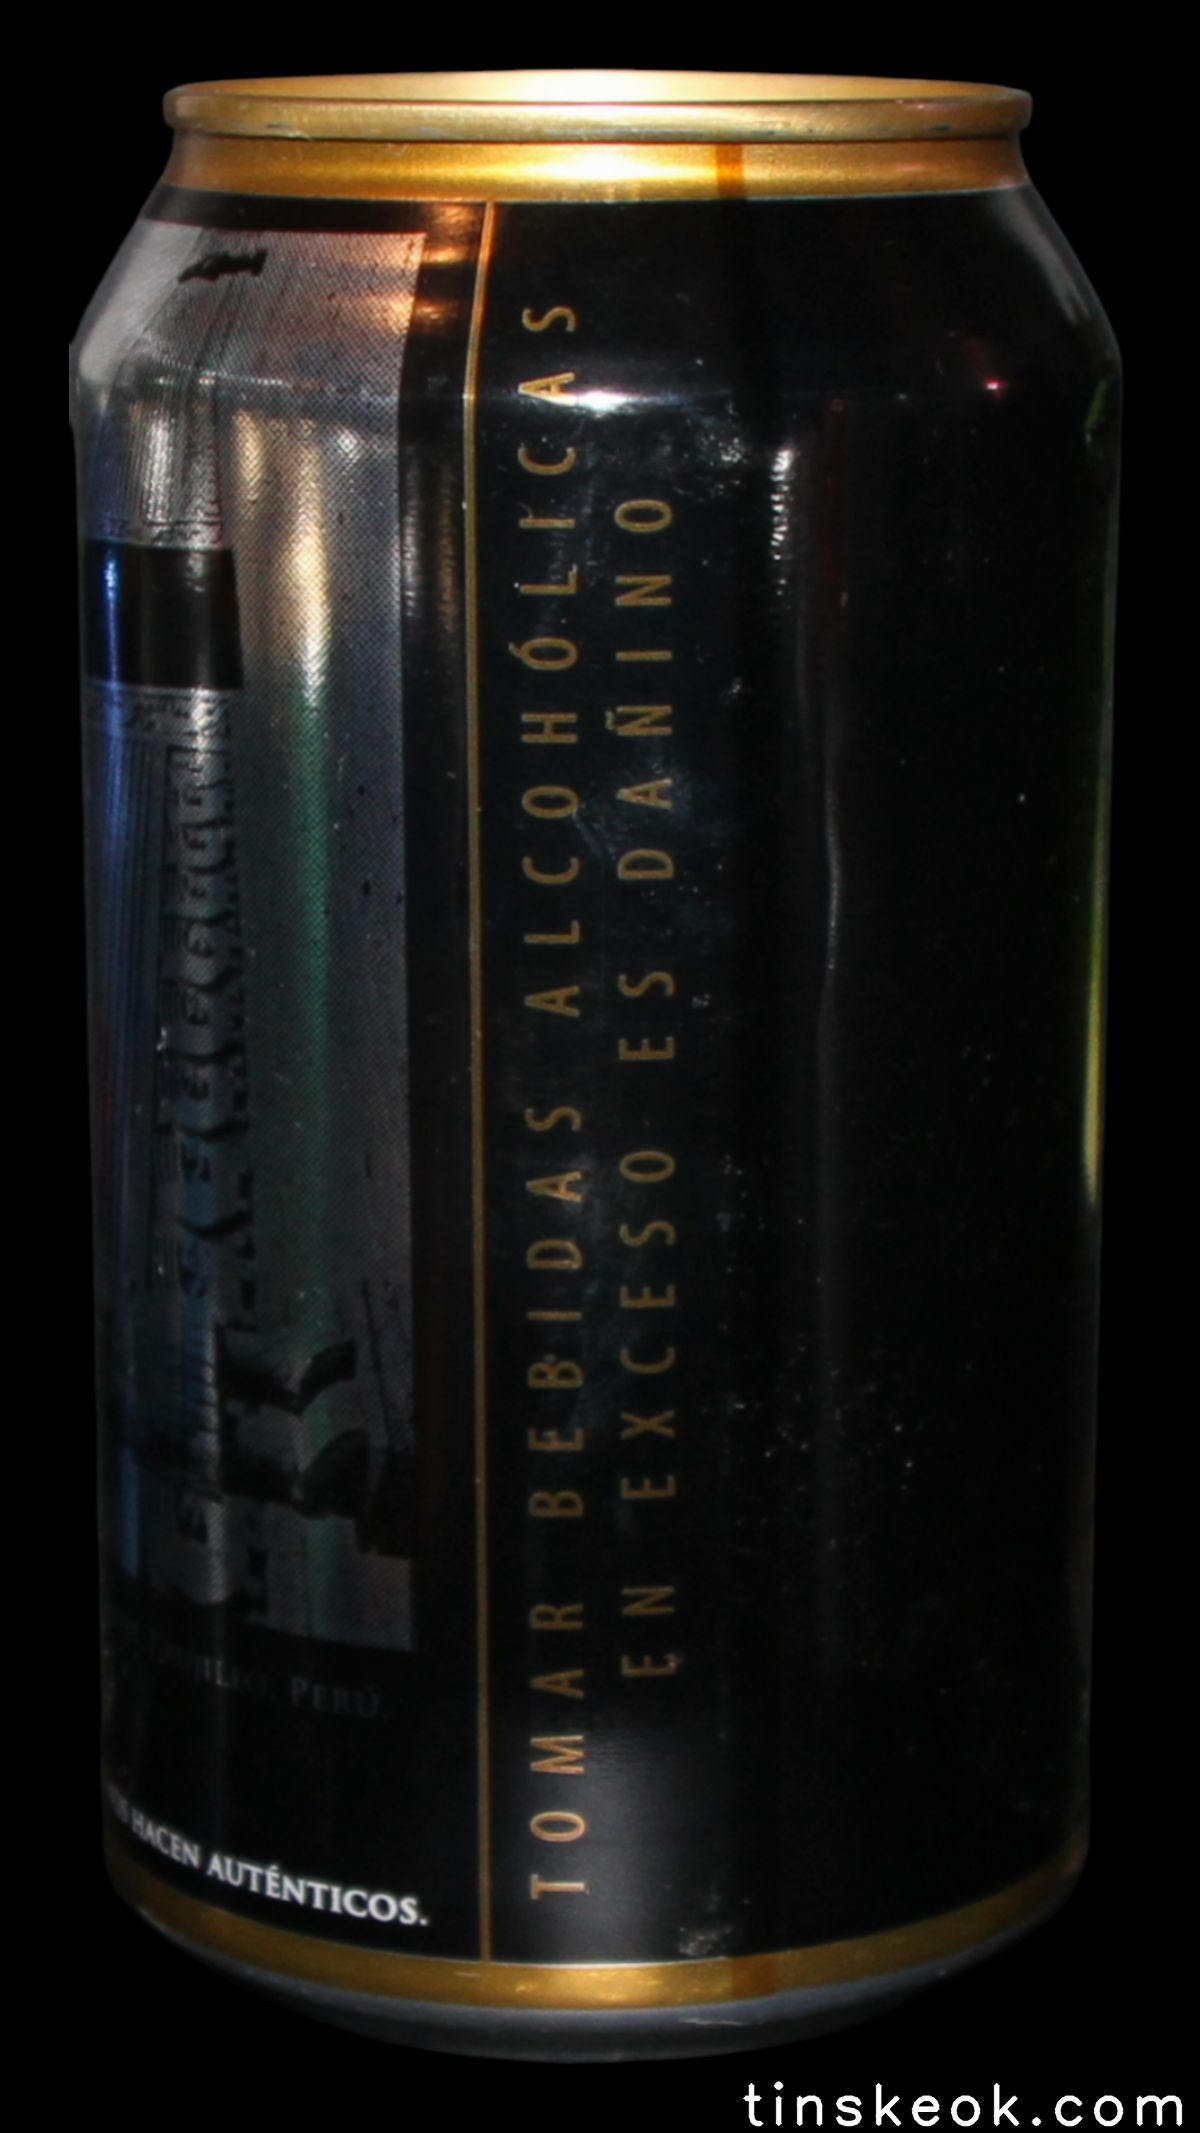 PERÚ.
HACEN AUTÉNTICOS.
TOMAR BEBIDAS ALCOHÓLICAS
EN EXCESO ES DAÑINO
tinskeok.com